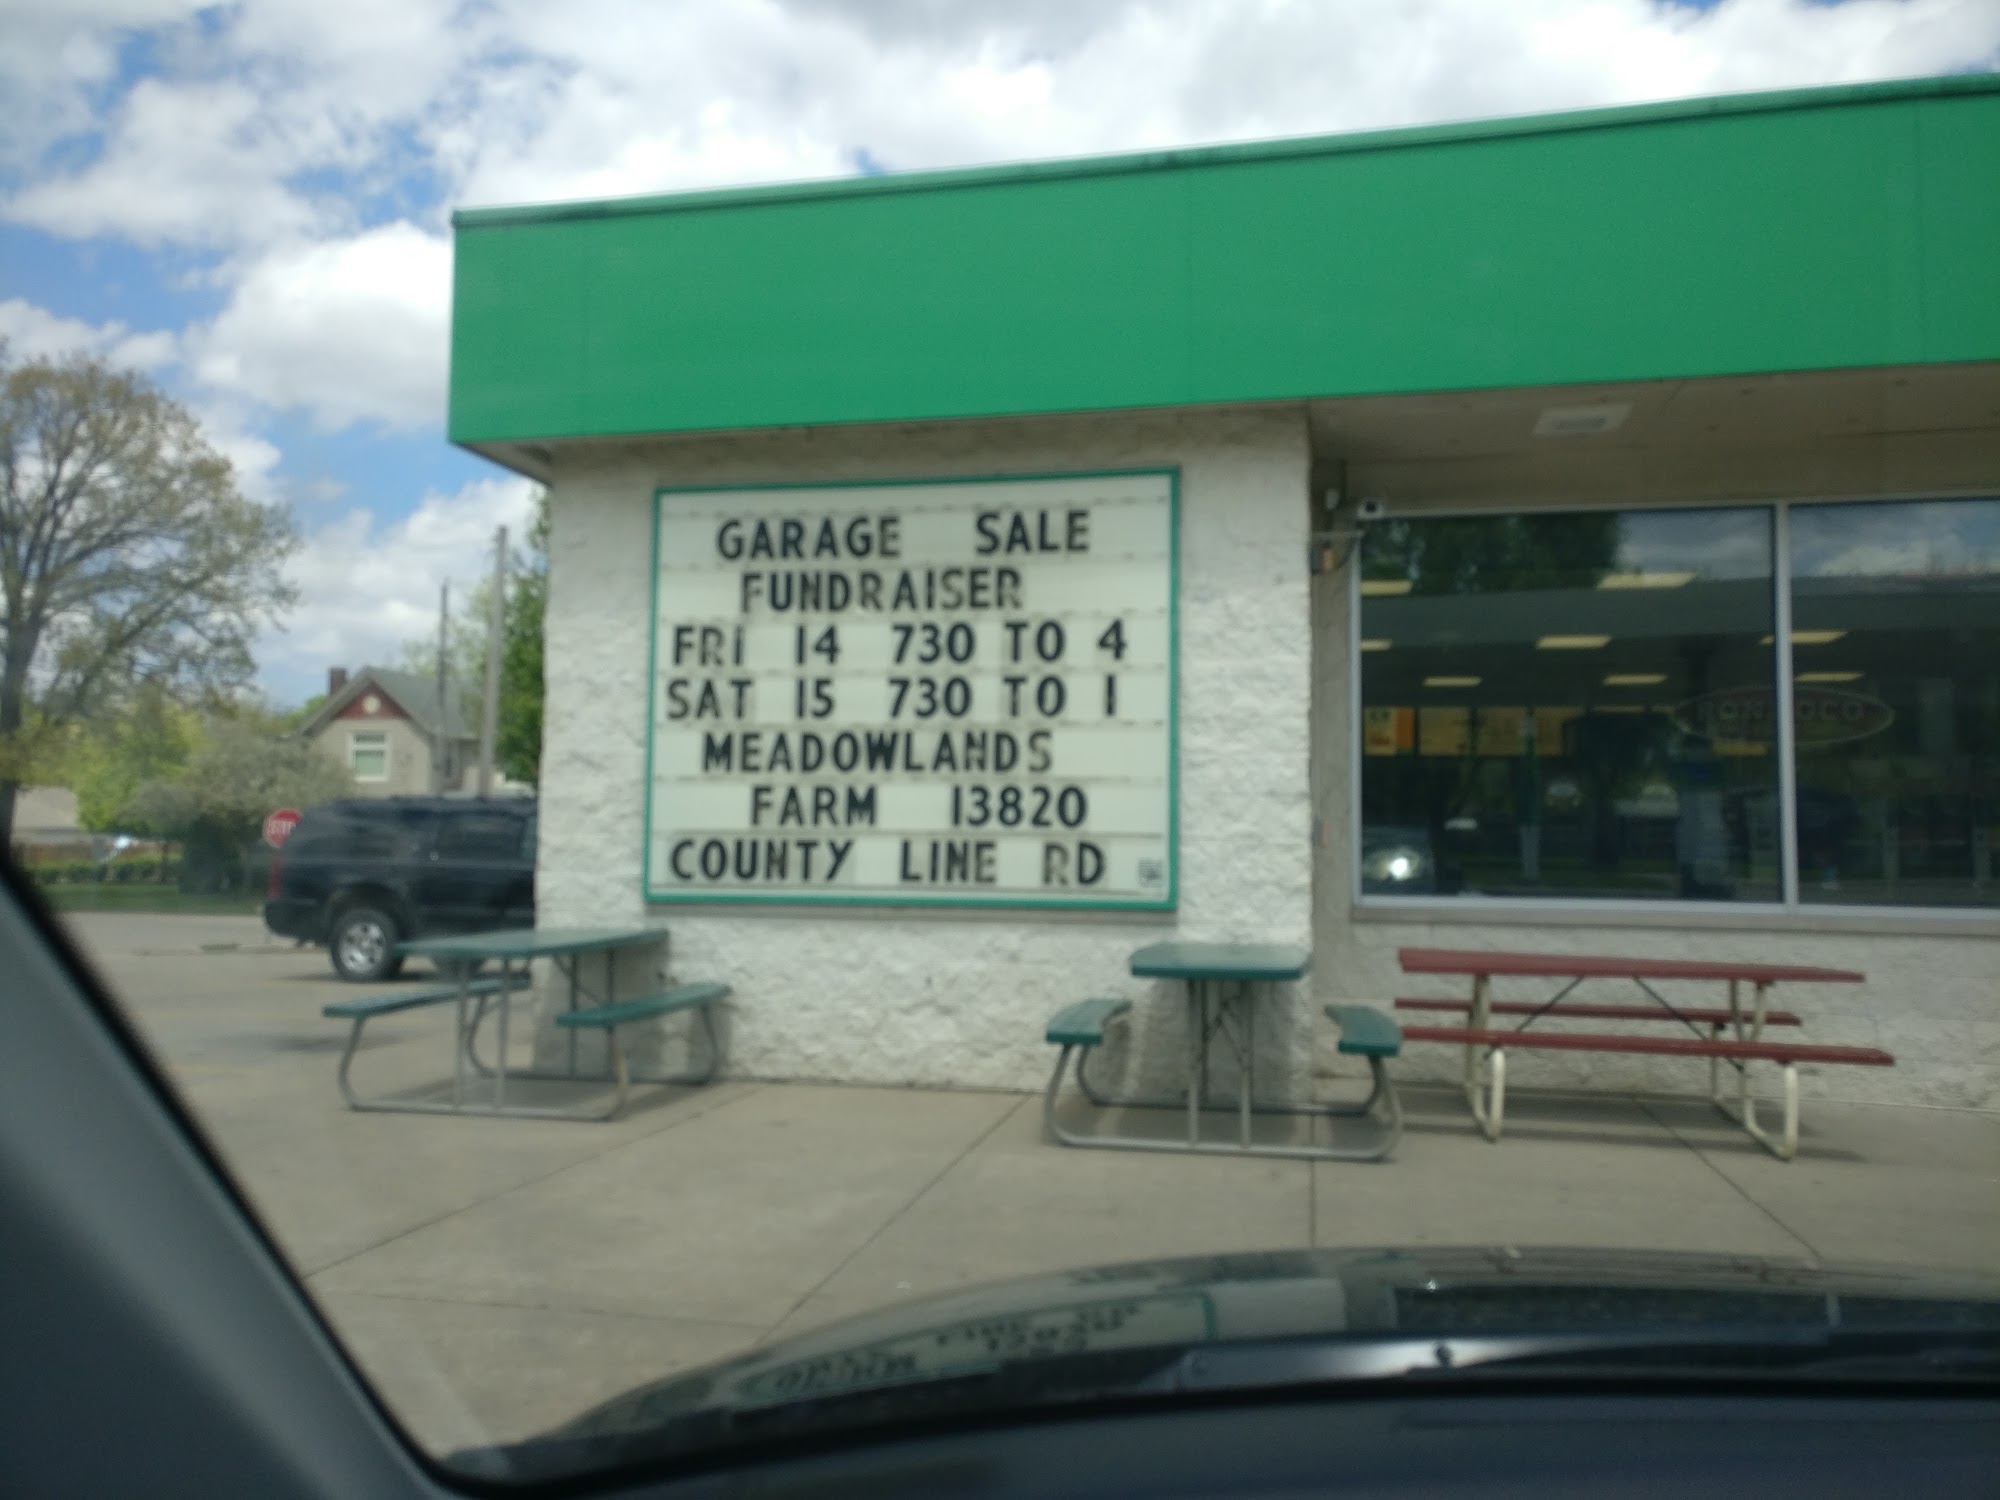 GARAGE SALE
FUNDRAISER
FRI 14 730 TO 4
SAT 15 730 TO 1
MEADOWLANDS
FARM 13820
COUNTY LINE RD
STOP